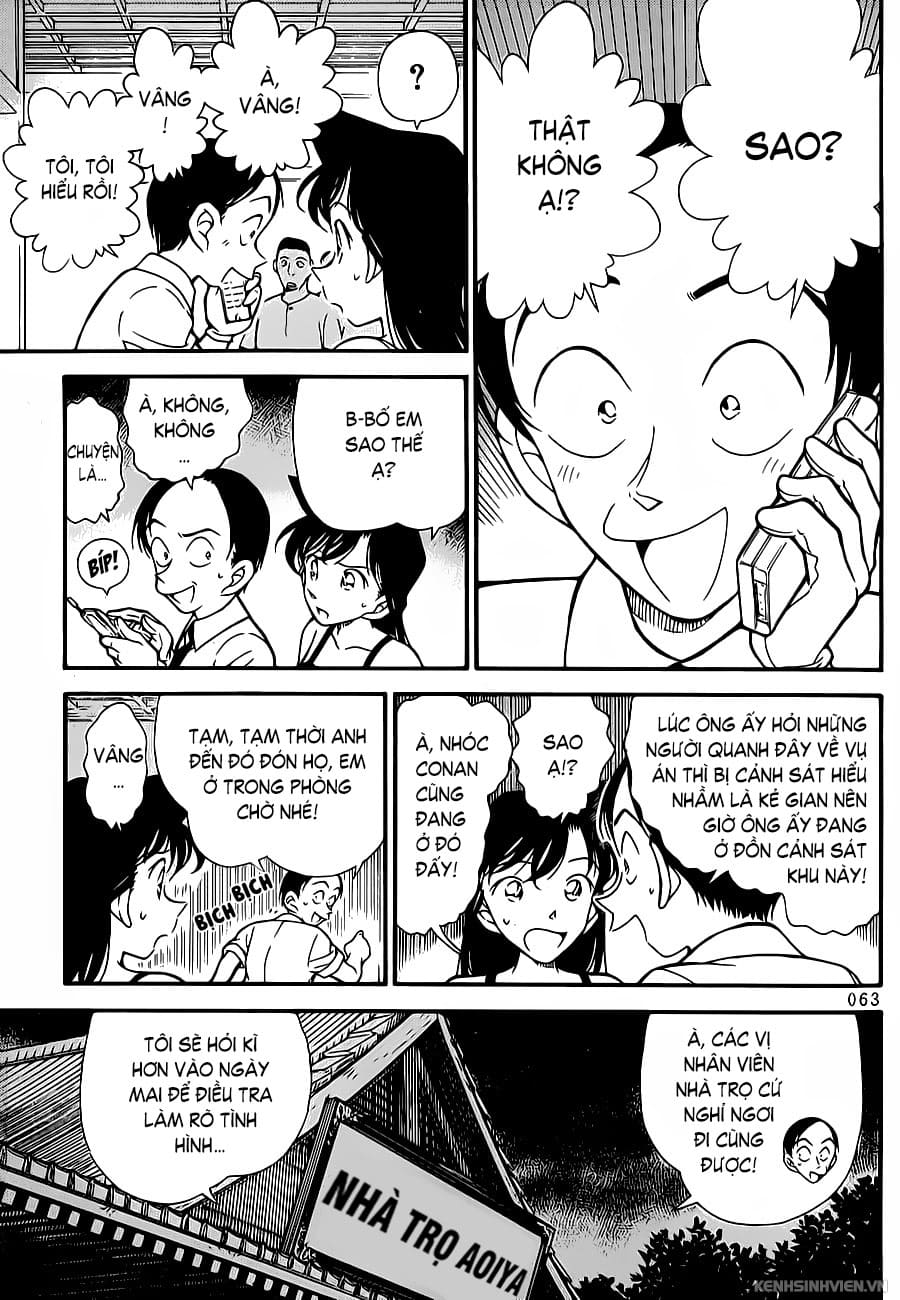 SAO?
THẬT
KHÔNG
Ạ!?
?
À,
VÂNG!
VÂNG
!
TÔI, TÔI
HIỂU RỒI!
B-BỐ EM
SAO THẾ
Ạ?
À, KHÔNG,
KHÔNG
...
CHUYỆN
LÀ...
BÍP!
LÚC ÔNG ẤY HỎI NHỮNG
NGƯỜI QUANH ĐÂY VỀ VỤ
ÁN THÌ BỊ CẢNH SÁT HIỂU
NHẦM LÀ KẺ GIAN NÊN
GIỜ ÔNG ẤY ĐANG
Ở ĐỒN CẢNH SÁT
KHU NÀY!
SAO
Ạ!?
À, NHÓC
CONAN
CŨNG
ĐANG
Ở ĐÓ
ĐẤY!
TẠM, TẠM THỜI ANH
ĐẾN ĐÓ ĐÓN HỌ, EM
Ở TRONG PHÒNG
CHỜ NHÉ!
BỊCH BỊCH
VÂNG
...
063
À, CÁC VỊ
NHÂN VIÊN
NHÀ TRỌ CỨ
NGHỈ NGƠI
ĐI CŨNG
ĐƯỢC!
TÔI SẼ HỎI KĨ
HƠN VÀO NGÀY
MAI ĐỂ ĐIỀU TRA
LÀM RÕ TÌNH
HÌNH...
NHÀ TRỌ AOIYA
KENHSINHVIEN.VN